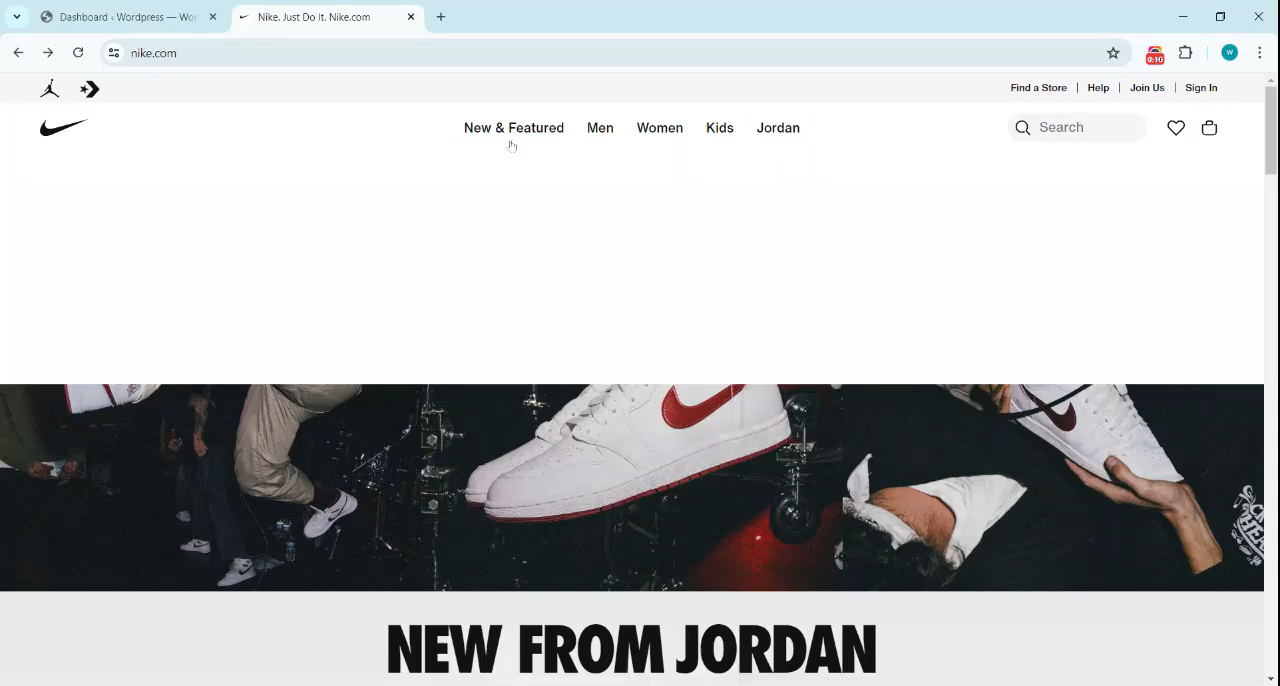 Dashboard ‹ Wordpress — Wor
Nike. Just Do It. Nike.com
nike.com
0:16
W
Find a Store | Help | Join Us | Sign In
New & Featured Men Women Kids Jordan
Search
NEW FROM JORDAN